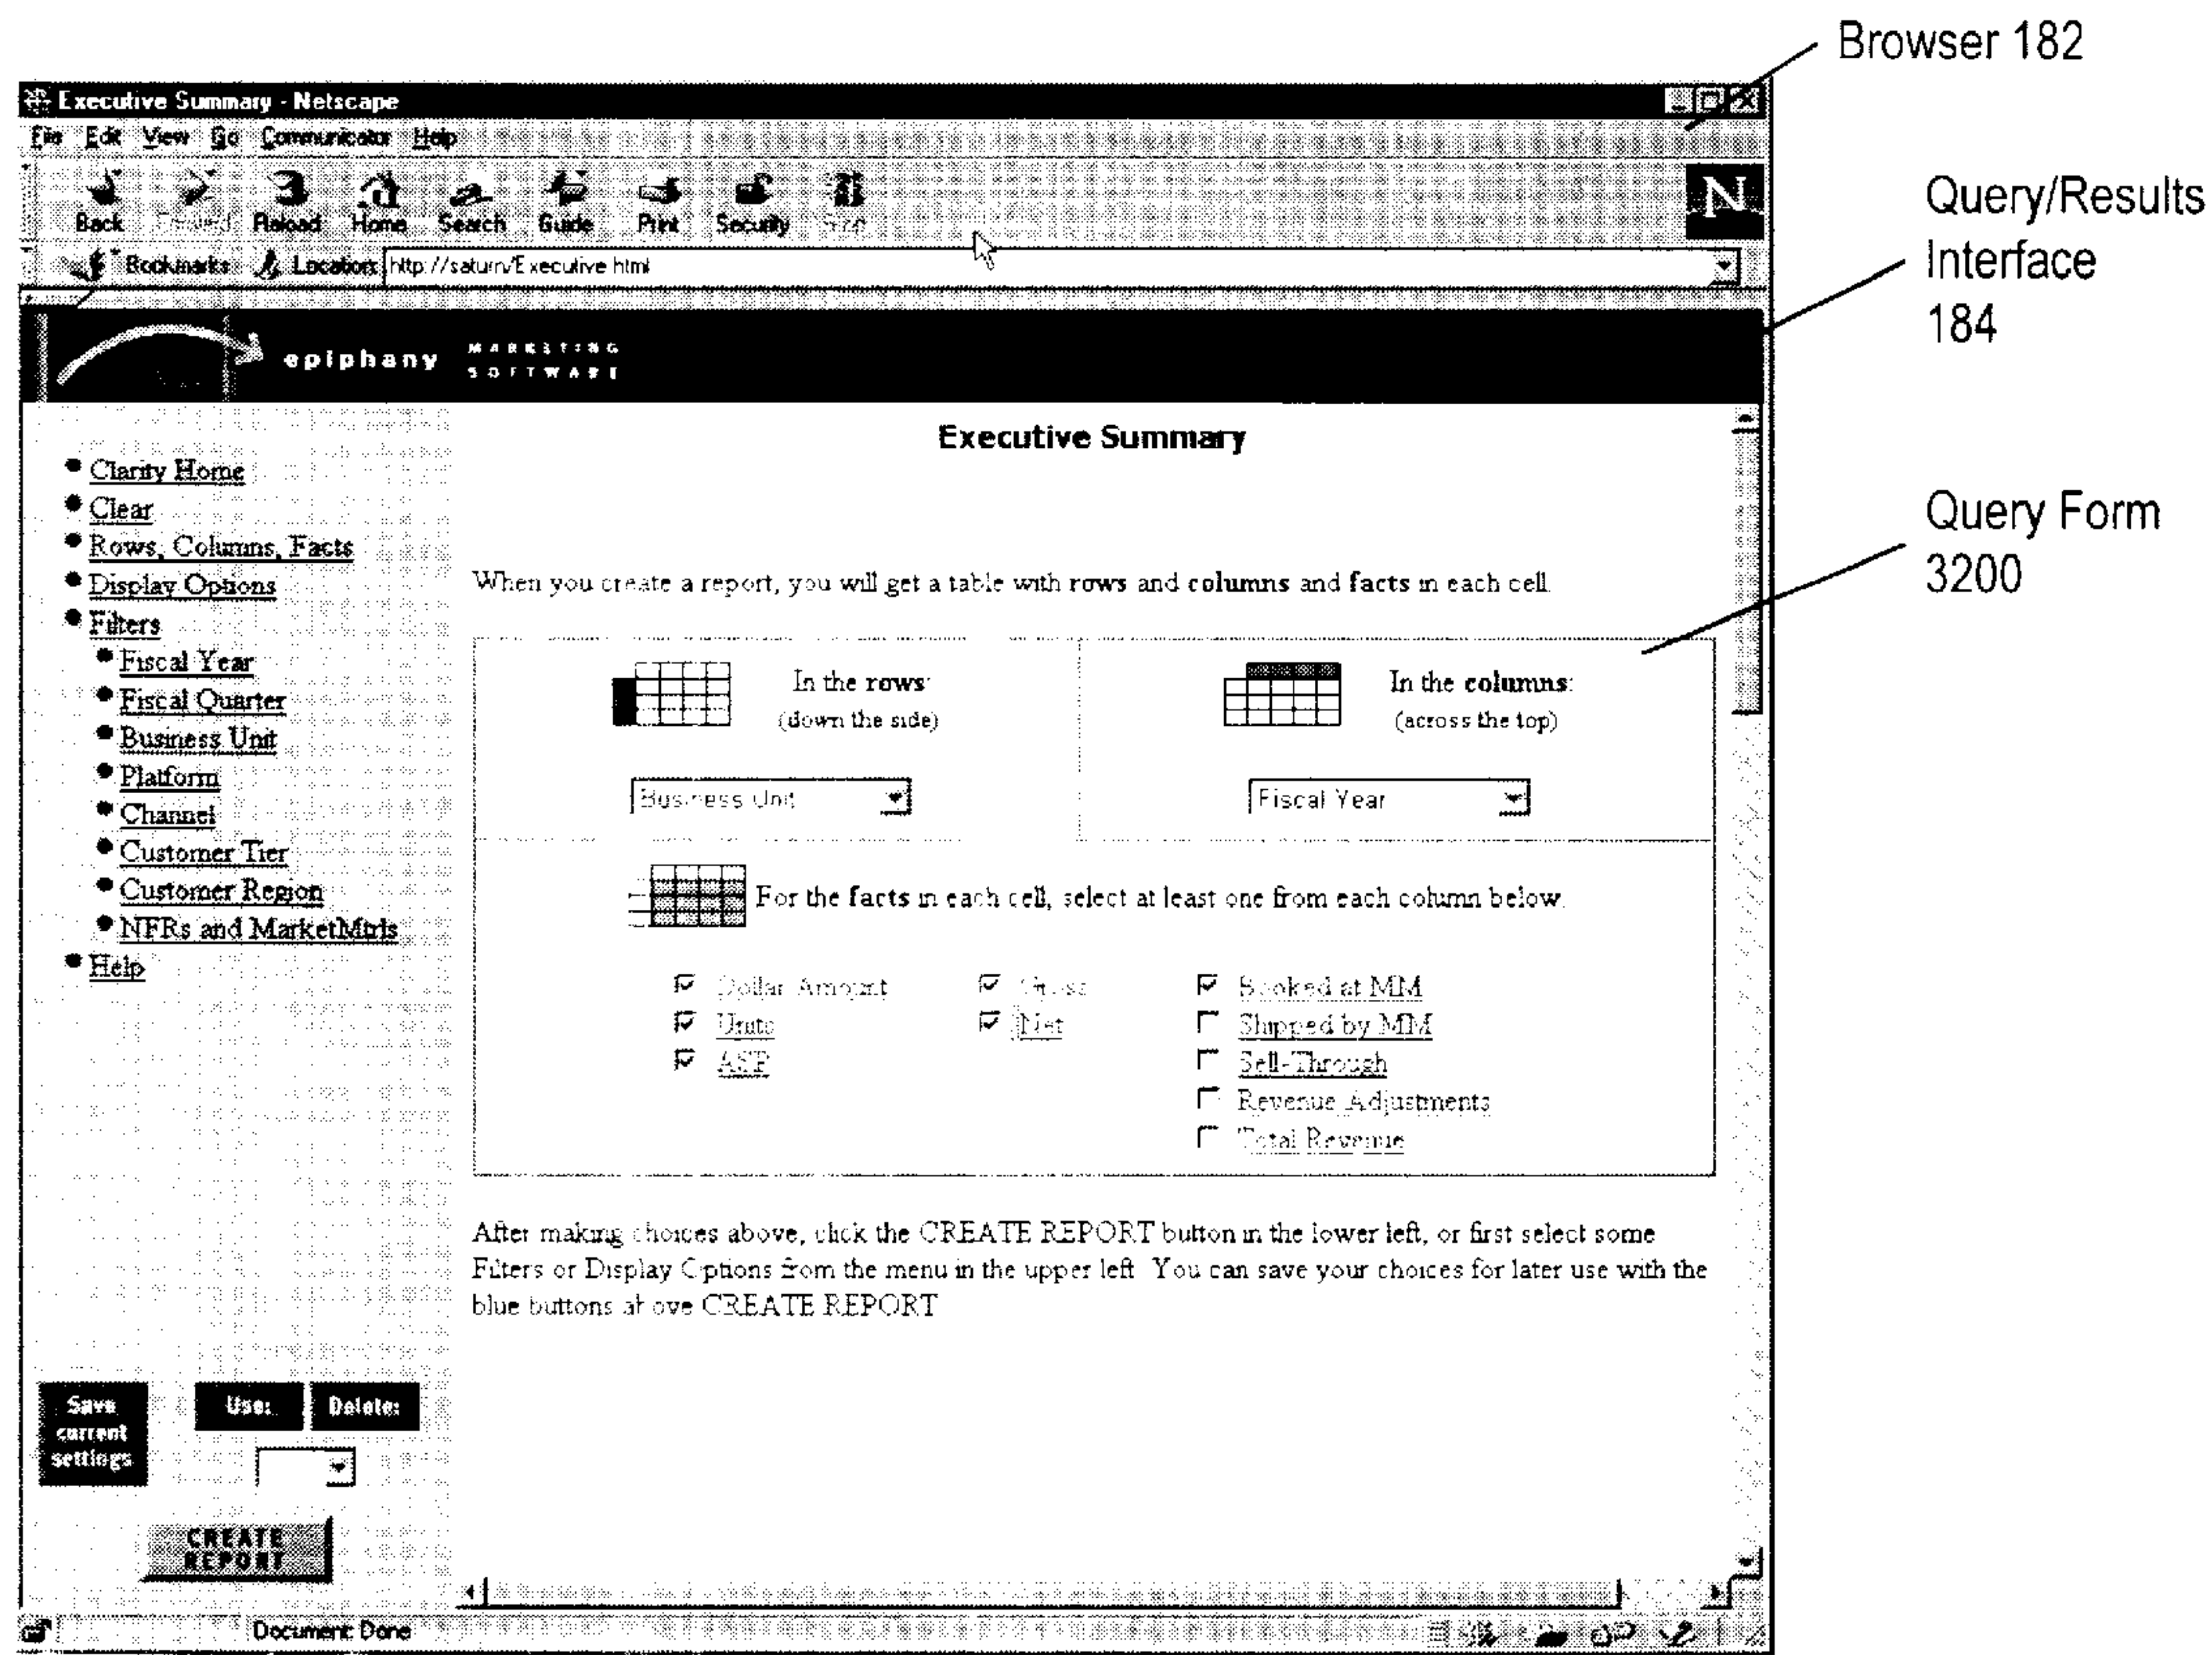 Browser 182
Executive Summary - Netscape
File Edit View Go Communicator Help
Query/Results
Interface
184
Back Forward Reload Home Search Guide Print Security Stop
N
Bookmarks Location: http://saturn/Executive.html
epiphany MARKETING
SOFTWARE
Executive Summary
Clarity Home
Clear
Rows, Columns, Facts
Display Options
Filters
Fiscal Year
Fiscal Quarter
Business Unit
Platform
Channel
Customer Tier
Customer Region
NFRs and MarketMtrls
Help
Query Form
3200
When you create a report, you will get a table with rows and columns and facts in each cell.
In the rows:
(down the side)
Business Unit
In the columns:
(across the top)
Fiscal Year
For the facts in each cell, select at least one from each column below.
Dollar Amount Gross Booked at MM
Units Net Shipped by MM
ASP Sell-Through
Revenue Adjustments
Total Revenue
After making choices above, click the CREATE REPORT button in the lower left, or first select some
Filters or Display Options from the menu in the upper left. You can save your choices for later use with the
blue buttons above CREATE REPORT
Save
current
settings
Use: Delete:
CREATE
REPORT
Document: Done